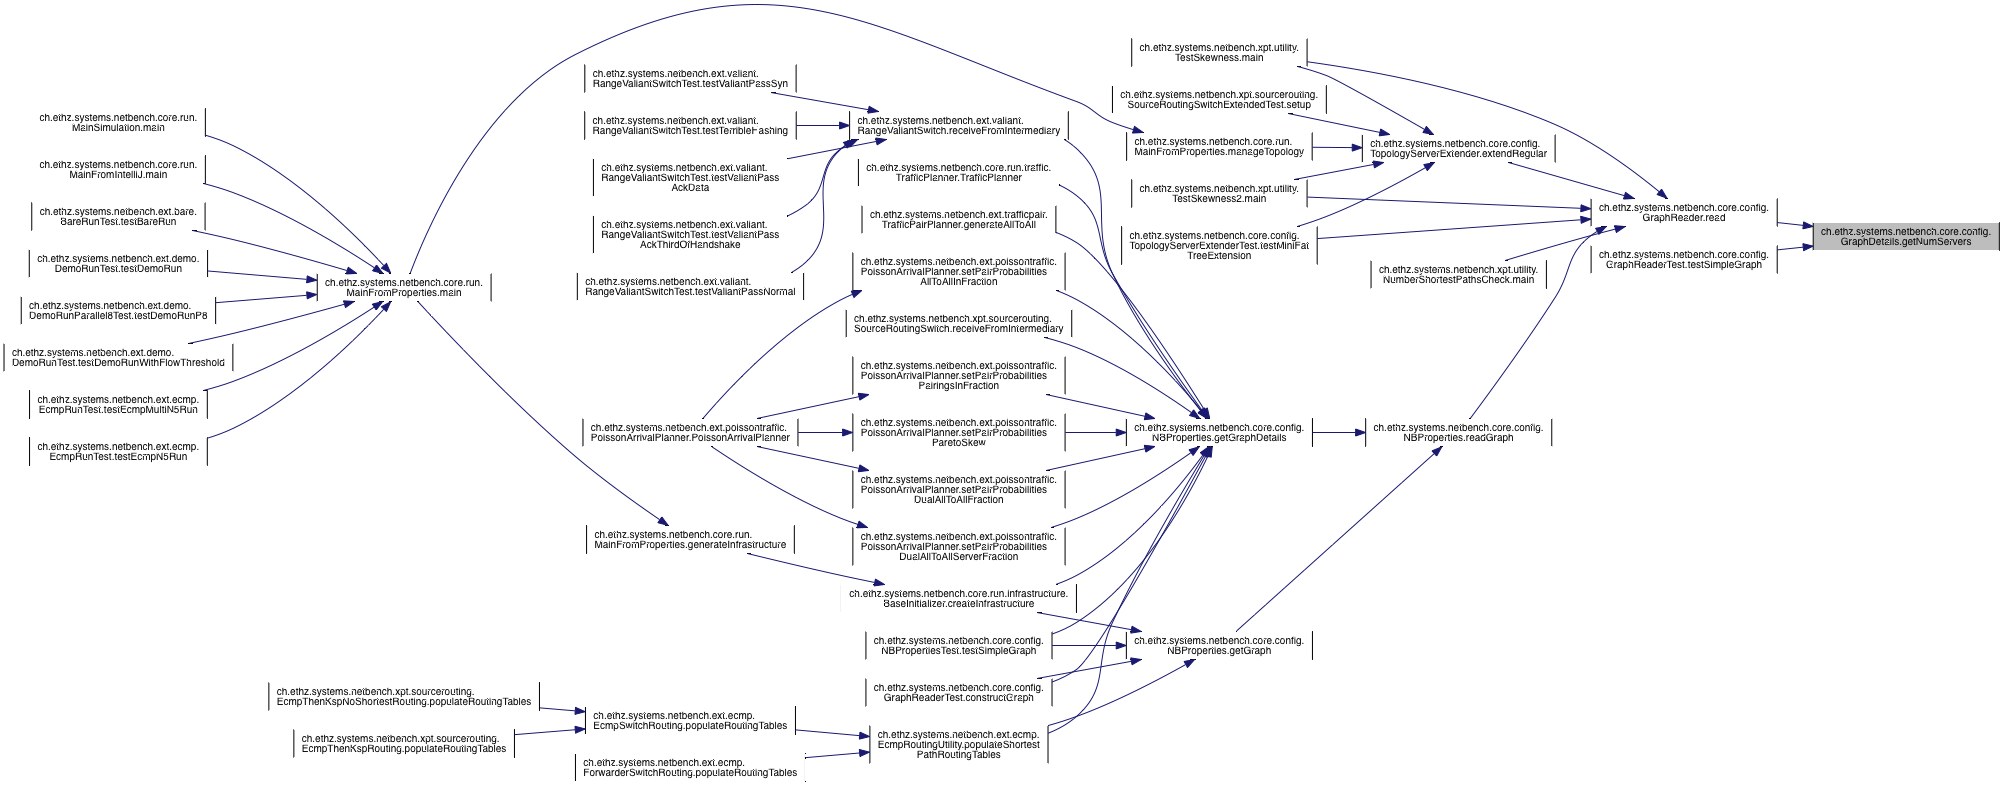 ch.ethz.systems.netbench.core.run.
MainSimulation.main
ch.ethz.systems.netbench.core.run.
MainFromIntelliJ.main
ch.ethz.systems.netbench.ext.bare.
BareRunTest.testBareRun
ch.ethz.systems.netbench.ext.demo.
DemoRunTest.testDemoRun
ch.ethz.systems.netbench.ext.demo.
DemoRunParallel8Test.testDemoRunP8
ch.ethz.systems.netbench.ext.demo.
DemoRunTest.testDemoRunWithFlowThreshold
ch.ethz.systems.netbench.ext.ecmp.
EcmpRunTest.testEcmpMultiN5Run
ch.ethz.systems.netbench.ext.ecmp.
EcmpRunTest.testEcmpN5Run
ch.ethz.systems.netbench.core.run.
MainFromProperties.main
ch.ethz.systems.netbench.xpt.sourcerouting.
EcmpThenKspNoShortestRouting.populateRoutingTables
ch.ethz.systems.netbench.xpt.sourcerouting.
EcmpThenKspRouting.populateRoutingTables
ch.ethz.systems.netbench.ext.valiant.
RangeValiantSwitchTest.testValiantPassSyn
ch.ethz.systems.netbench.ext.valiant.
RangeValiantSwitchTest.testTerribleHashing
ch.ethz.systems.netbench.ext.valiant.
RangeValiantSwitchTest.testValiantPass
AckData
ch.ethz.systems.netbench.ext.valiant.
RangeValiantSwitchTest.testValiantPass
AckThirdOfHandshake
ch.ethz.systems.netbench.ext.valiant.
RangeValiantSwitchTest.testValiantPassNormal
ch.ethz.systems.netbench.ext.poissontraffic.
PoissonArrivalPlanner.PoissonArrivalPlanner
ch.ethz.systems.netbench.core.run.
MainFromProperties.generateInfrastructure
ch.ethz.systems.netbench.ext.ecmp.
EcmpSwitchRouting.populateRoutingTables
ch.ethz.systems.netbench.ext.ecmp.
ForwarderSwitchRouting.populateRoutingTables
ch.ethz.systems.netbench.ext.valiant.
RangeValiantSwitch.receiveFromIntermediary
ch.ethz.systems.netbench.core.run.traffic.
TrafficPlanner.TrafficPlanner
ch.ethz.systems.netbench.ext.trafficpair.
TrafficPairPlanner.generateAllToAll
ch.ethz.systems.netbench.ext.poissontraffic.
PoissonArrivalPlanner.setPairProbabilities
AllToAllInFraction
ch.ethz.systems.netbench.xpt.sourcerouting.
SourceRoutingSwitch.receiveFromIntermediary
ch.ethz.systems.netbench.ext.poissontraffic.
PoissonArrivalPlanner.setPairProbabilities
PairingsInFraction
ch.ethz.systems.netbench.ext.poissontraffic.
PoissonArrivalPlanner.setPairProbabilities
ParetoSkew
ch.ethz.systems.netbench.ext.poissontraffic.
PoissonArrivalPlanner.setPairProbabilities
DualAllToAllFraction
ch.ethz.systems.netbench.ext.poissontraffic.
PoissonArrivalPlanner.setPairProbabilities
DualAllToAllServerFraction
ch.ethz.systems.netbench.core.run.infrastructure.
BaseInitializer.createInfrastructure
ch.ethz.systems.netbench.core.config.
NBPropertiesTest.testSimpleGraph
ch.ethz.systems.netbench.core.config.
GraphReaderTest.constructGraph
ch.ethz.systems.netbench.ext.ecmp.
EcmpRoutingUtility.populateShortest
PathRoutingTables
ch.ethz.systems.netbench.xpt.utility.
TestSkewness.main
ch.ethz.systems.netbench.xpt.sourcerouting.
SourceRoutingSwitchExtendedTest.setup
ch.ethz.systems.netbench.core.run.
MainFromProperties.manageTopology
ch.ethz.systems.netbench.xpt.utility.
TestSkewness2.main
ch.ethz.systems.netbench.core.config.
TopologyServerExtenderTest.testMiniFat
TreeExtension
ch.ethz.systems.netbench.core.config.
NBProperties.getGraphDetails
ch.ethz.systems.netbench.core.config.
NBProperties.getGraph
ch.ethz.systems.netbench.core.config.
TopologyServerExtender.extendRegular
ch.ethz.systems.netbench.xpt.utility.
NumberShortestPathsCheck.main
ch.ethz.systems.netbench.core.config.
NBProperties.readGraph
ch.ethz.systems.netbench.core.config.
GraphReader.read
ch.ethz.systems.netbench.core.config.
GraphReaderTest.testSimpleGraph
ch.ethz.systems.netbench.core.config.
GraphDetails.getNumServers